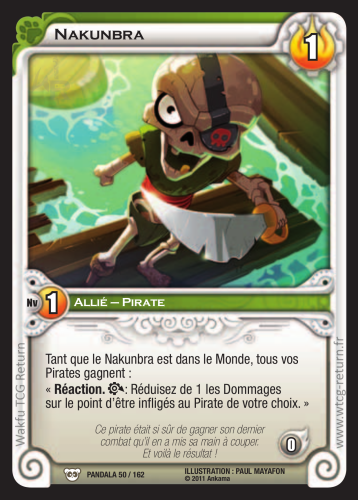 Nakunbra
1
Nv 1 Allié – Pirate
Tant que le Nakunbra est dans le Monde, tous vos
Pirates gagnent :
« Réaction. : Réduisez de 1 les Dommages
sur le point d'être infligés au Pirate de votre choix. »
Ce pirate était si sûr de gagner son dernier
combat qu'il en a mis sa main à couper.
Et voilà le résultat !
0
PANDALA 50 / 162
ILLUSTRATION : PAUL MAYAFON
© 2011 Ankama
Wakfu TCG Return
www.wtcg-return.fr